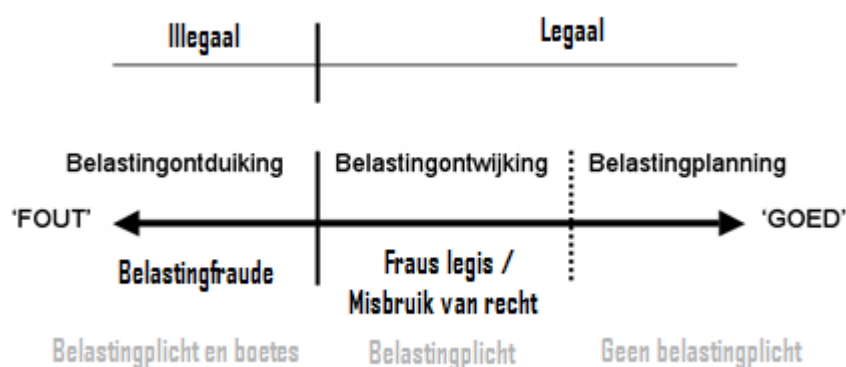 Illegaal
Legaal
Belastingontduiking
Belastingontwijking
Belastingplanning
'FOUT'
'GOED'
Belastingfraude
Fraus legis /
Misbruik van recht
Belastingplicht en boetes
Belastingplicht
Geen belastingplicht